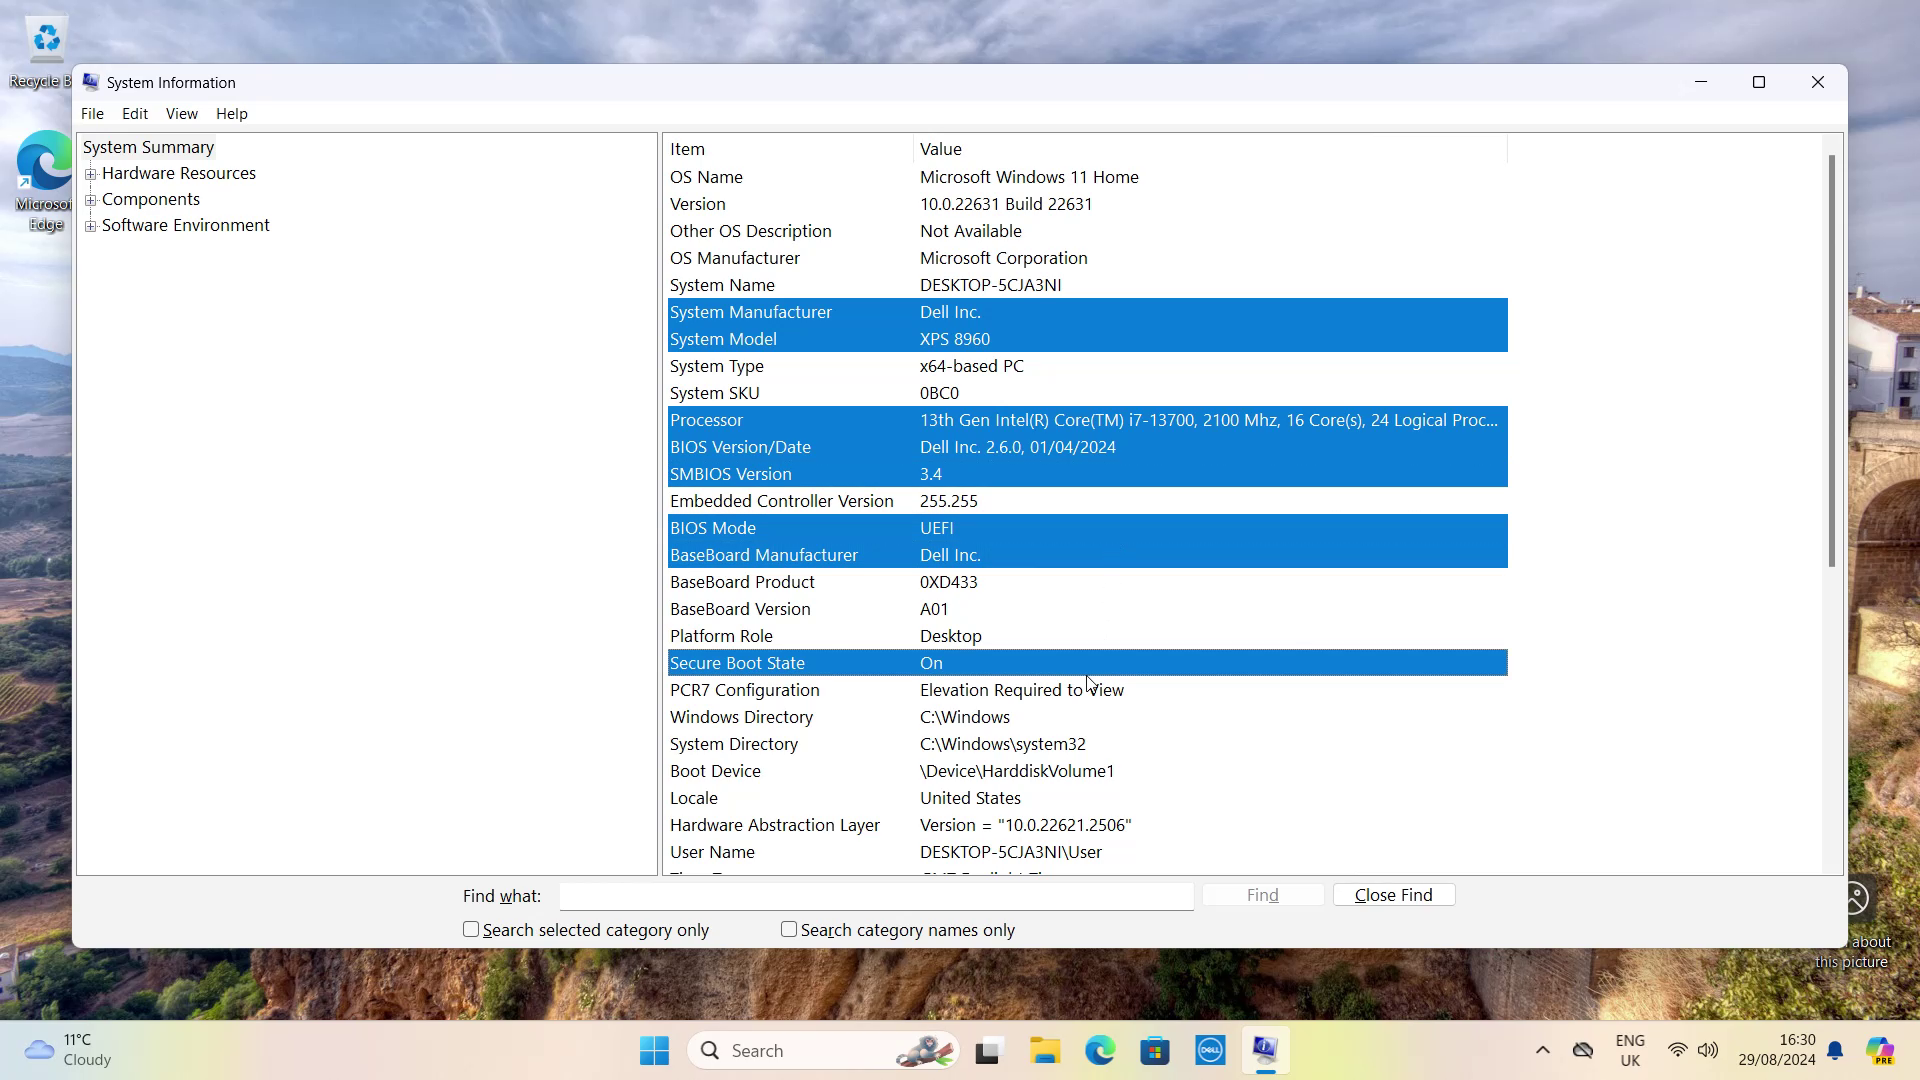 Recycle B
Microsof
Edge
System Information
File Edit View Help
System Summary
Hardware Resources
Components
Software Environment
Item Value
OS Name Microsoft Windows 11 Home
Version 10.0.22631 Build 22631
Other OS Description Not Available
OS Manufacturer Microsoft Corporation
System Name DESKTOP-5CJA3NI
System Manufacturer Dell Inc.
System Model XPS 8960
System Type x64-based PC
System SKU 0BC0
Processor 13th Gen Intel(R) Core(TM) i7-13700, 2100 Mhz, 16 Core(s), 24 Logical Proc...
BIOS Version/Date Dell Inc. 2.6.0, 01/04/2024
SMBIOS Version 3.4
Embedded Controller Version 255.255
BIOS Mode UEFI
BaseBoard Manufacturer Dell Inc.
BaseBoard Product 0XD433
BaseBoard Version A01
Platform Role Desktop
Secure Boot State On
PCR7 Configuration Elevation Required to View
Windows Directory C:\Windows
System Directory C:\Windows\system32
Boot Device \Device\HarddiskVolume1
Locale United States
Hardware Abstraction Layer Version = "10.0.22621.2506"
User Name DESKTOP-5CJA3NI\User
Find what: Find Close Find
Search selected category only Search category names only
about
this picture
11°C
Cloudy
Search
DELL
ENG
UK
16:30
29/08/2024
PRE